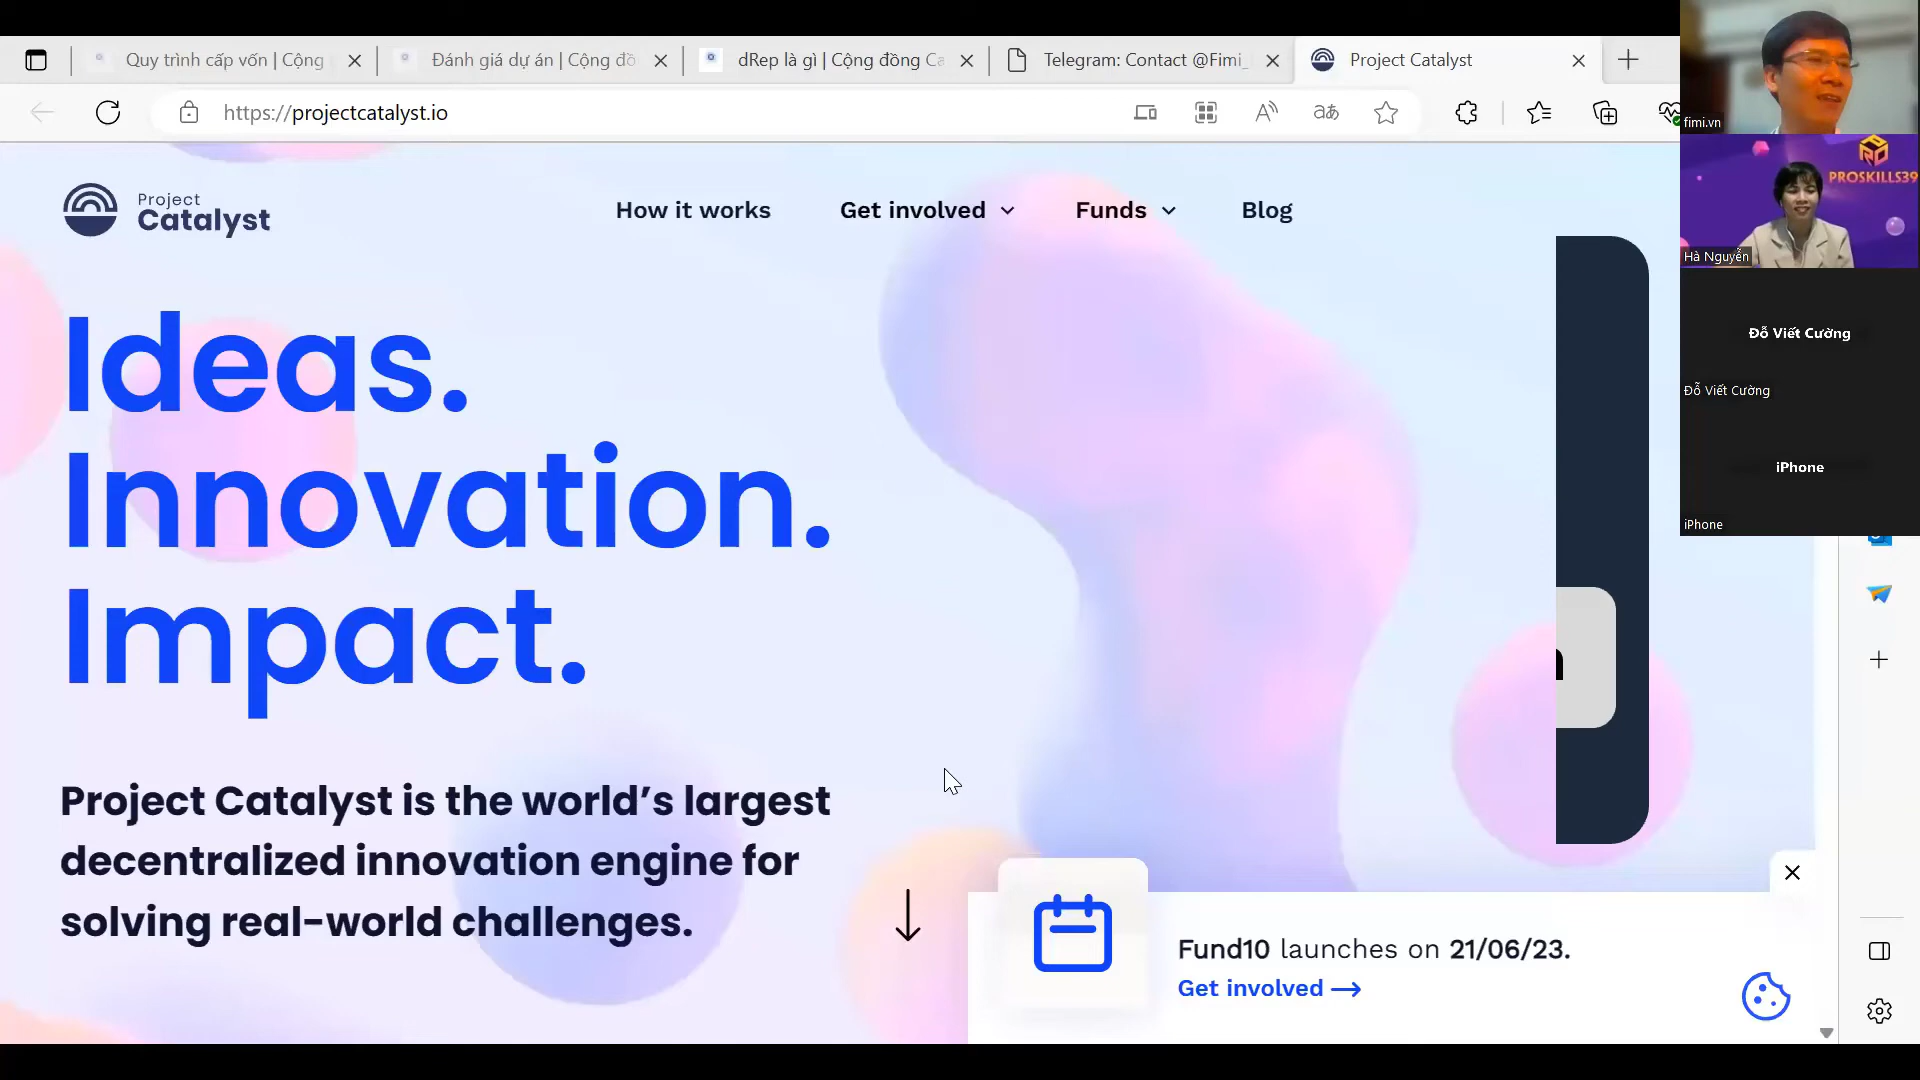 Quy trình cấp vốn | Cộng
Đánh giá dự án | Cộng đồ
dRep là gì | Cộng đồng Ca
Telegram: Contact @Fimi_
Project Catalyst
https://projectcatalyst.io
Project
Catalyst
How it works
Get involved
Funds
Blog
Ideas.
Innovation.
Impact.
Project Catalyst is the world’s largest
decentralized innovation engine for
solving real-world challenges.
Fund10 launches on 21/06/23.
Get involved
fimi.vn
PROSKILLS39
Hà Nguyễn
Đỗ Viết Cường
Đỗ Viết Cường
iPhone
iPhone